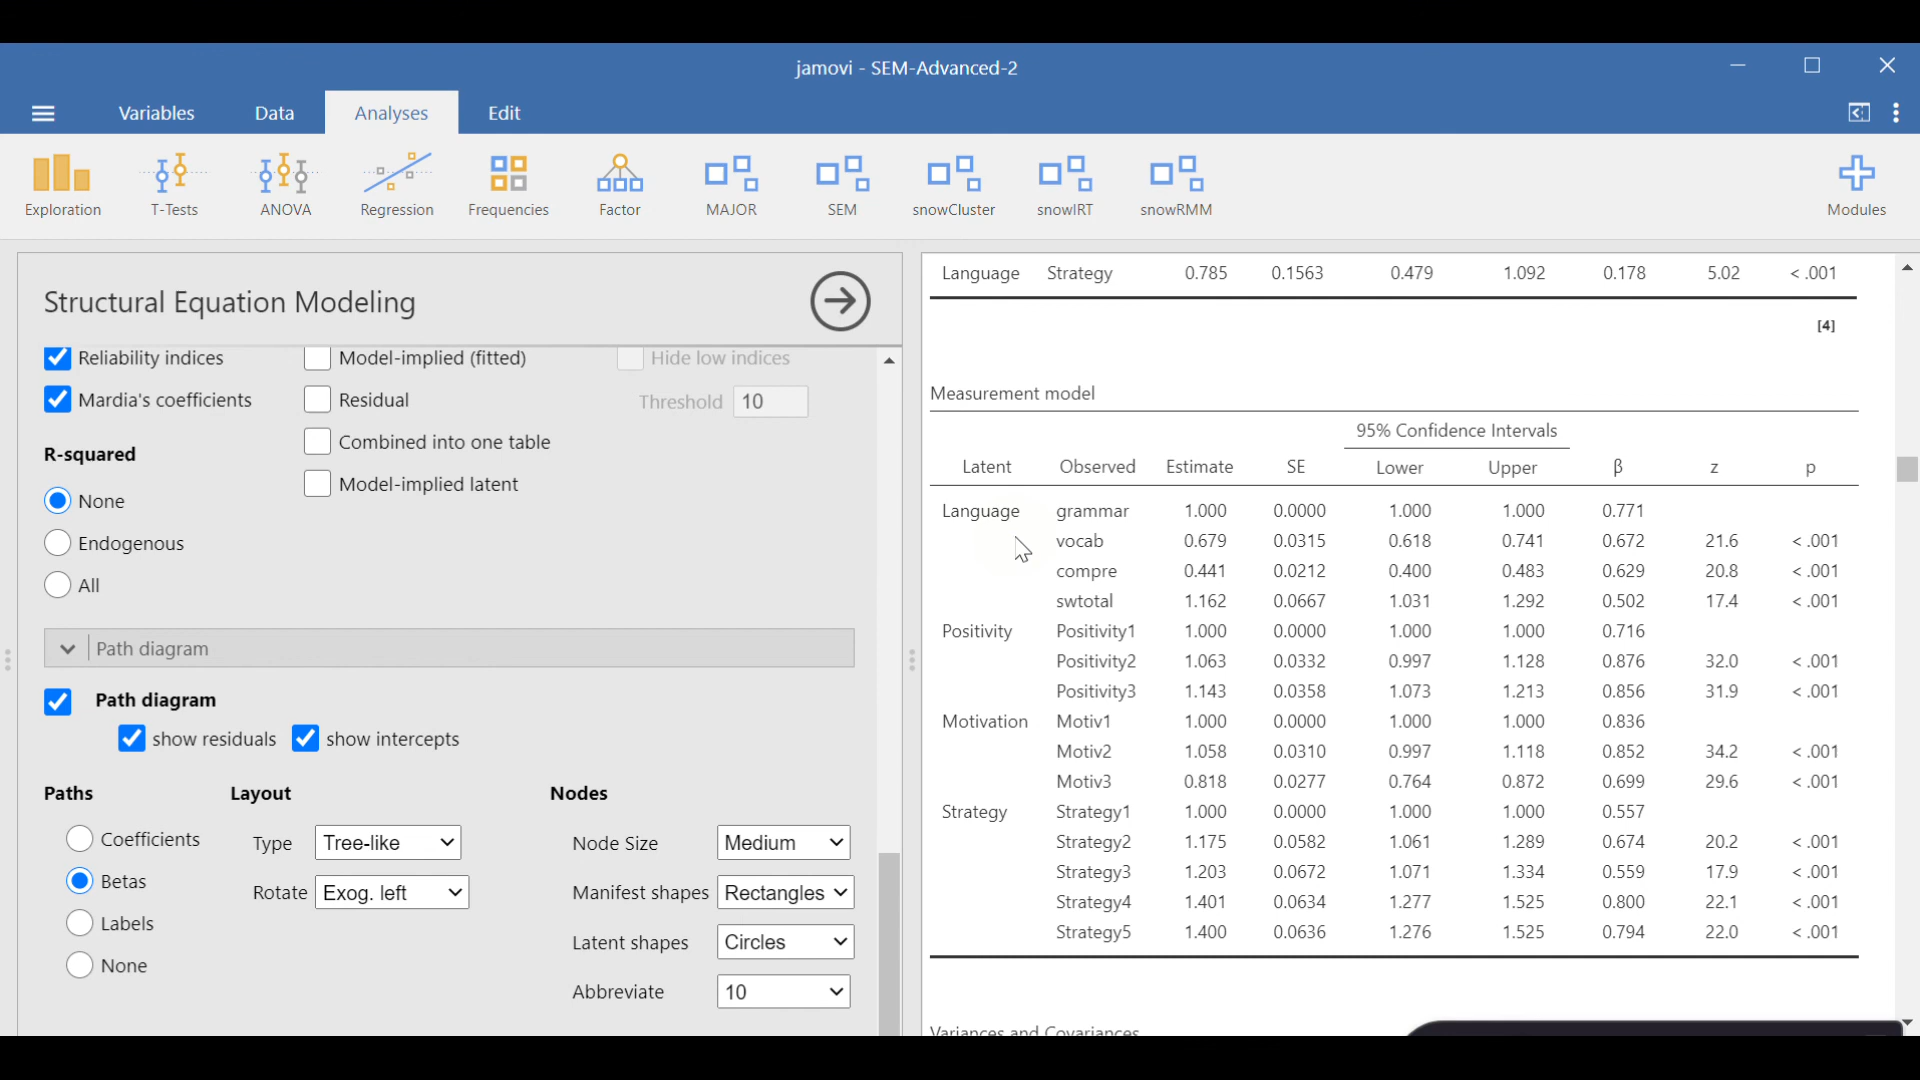 jamovi - SEM-Advanced-2
Variables Data Analyses Edit
Exploration T-Tests ANOVA Regression Frequencies Factor MAJOR SEM snowCluster snowIRT snowRMM Modules
Structural Equation Modeling
Reliability indices Model-implied (fitted) Hide low indices
Mardia's coefficients Residual Threshold 10
Combined into one table
R-squared
Model-implied latent
None
Endogenous
All
Path diagram
Path diagram
show residuals show intercepts
Paths Layout Nodes
Coefficients Type Tree-like Node Size Medium
Betas Rotate Exog. left Manifest shapes Rectangles
Labels Latent shapes Circles
None Abbreviate 10
Language Strategy 0.785 0.1563 0.479 1.092 0.178 5.02 < .001
[4]
Measurement model
95% Confidence Intervals
Latent Observed Estimate SE Lower Upper β z p
Language grammar 1.000 0.0000 1.000 1.000 0.771
vocab 0.679 0.0315 0.618 0.741 0.672 21.6 < .001
compre 0.441 0.0212 0.400 0.483 0.629 20.8 < .001
swtotal 1.162 0.0667 1.031 1.292 0.502 17.4 < .001
Positivity Positivity1 1.000 0.0000 1.000 1.000 0.716
Positivity2 1.063 0.0332 0.997 1.128 0.876 32.0 < .001
Positivity3 1.143 0.0358 1.073 1.213 0.856 31.9 < .001
Motivation Motiv1 1.000 0.0000 1.000 1.000 0.836
Motiv2 1.058 0.0310 0.997 1.118 0.852 34.2 < .001
Motiv3 0.818 0.0277 0.764 0.872 0.699 29.6 < .001
Strategy Strategy1 1.000 0.0000 1.000 1.000 0.557
Strategy2 1.175 0.0582 1.061 1.289 0.674 20.2 < .001
Strategy3 1.203 0.0672 1.071 1.334 0.559 17.9 < .001
Strategy4 1.401 0.0634 1.277 1.525 0.800 22.1 < .001
Strategy5 1.400 0.0636 1.276 1.525 0.794 22.0 < .001
Variances and Covariances